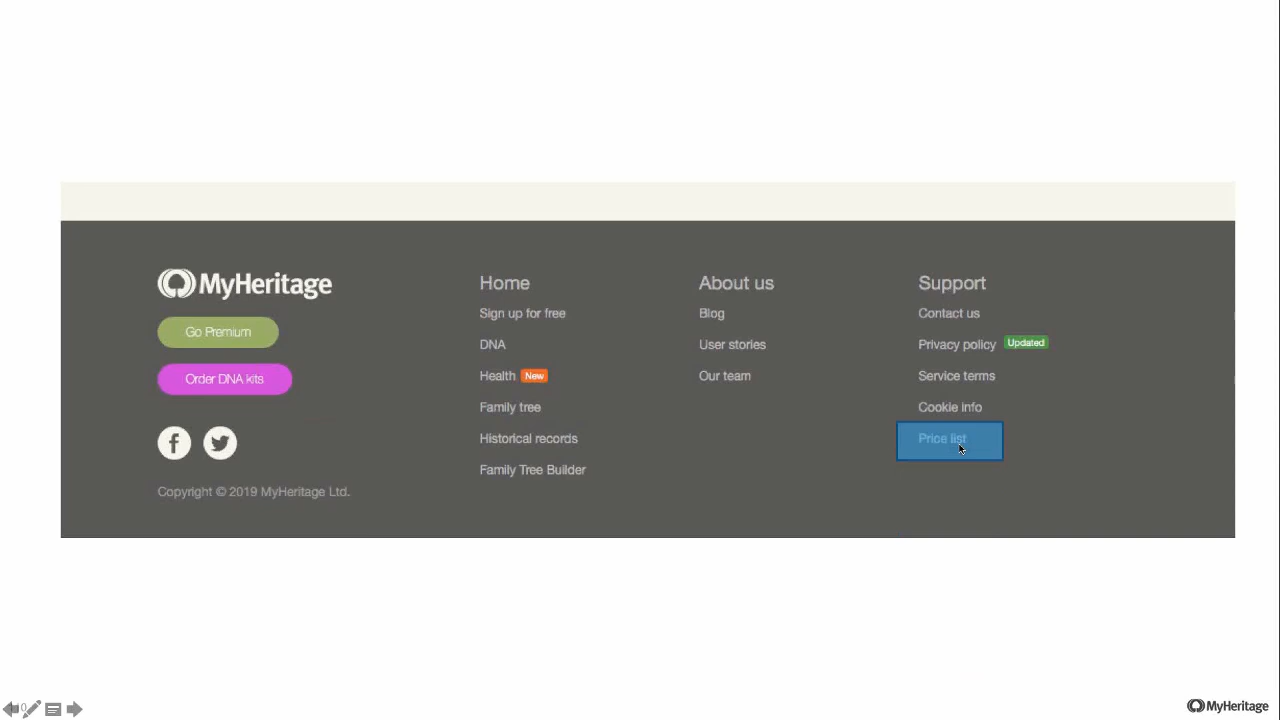 MyHeritage
Go Premium
Order DNA kits
Copyright © 2019 MyHeritage Ltd.
Home
Sign up for free
DNA
Health New
Family tree
Historical records
Family Tree Builder
About us
Blog
User stories
Our team
Support
Contact us
Privacy policy Updated
Service terms
Cookie info
Price list
MyHeritage